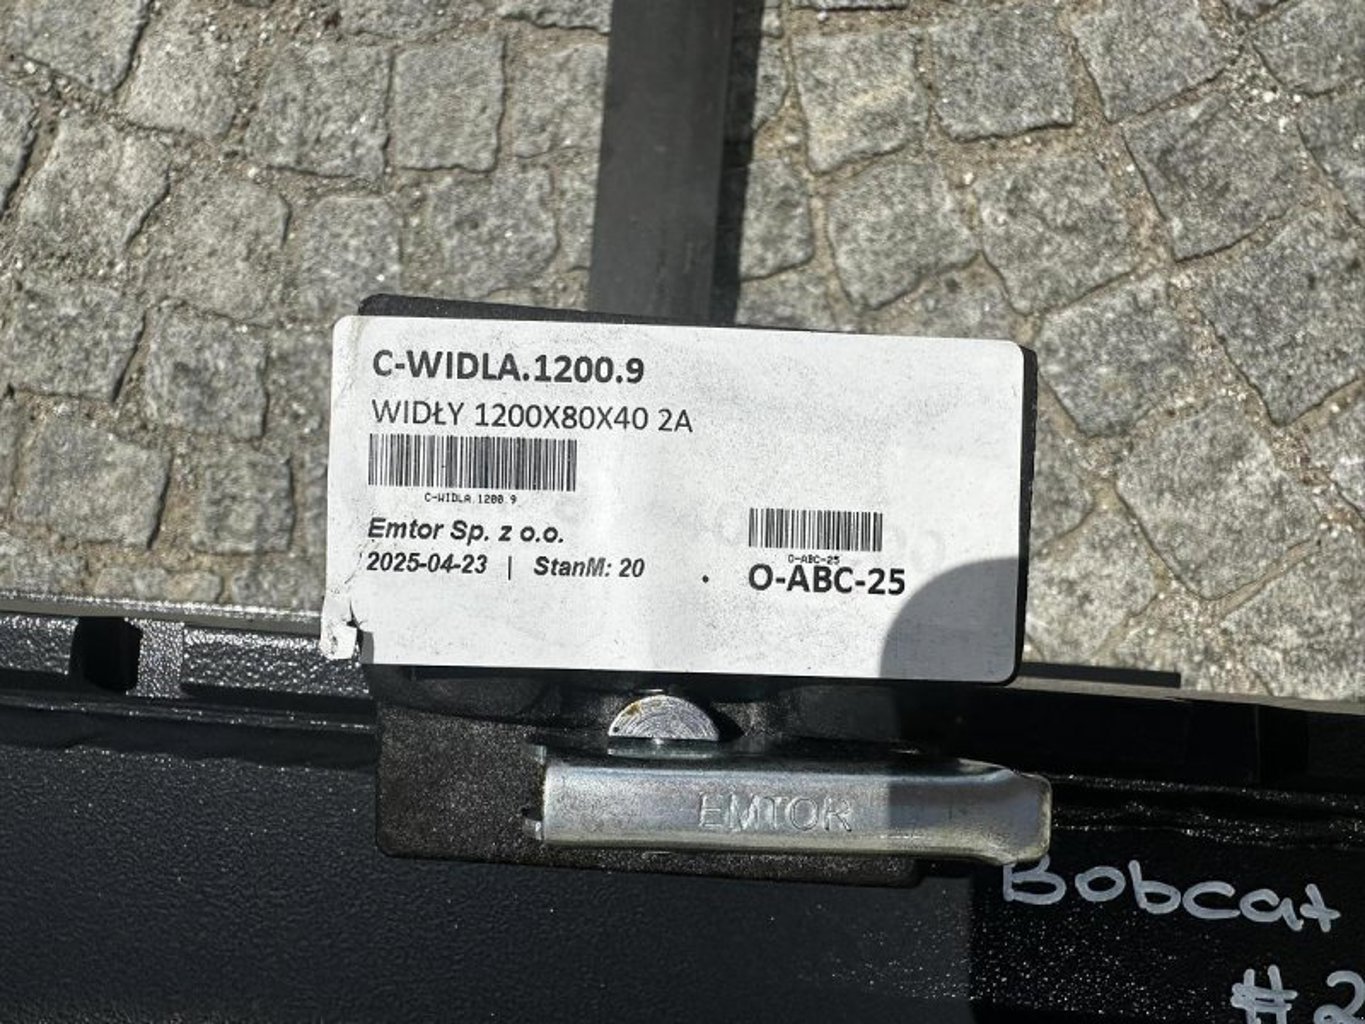 C-WIDLA.1200.9
WIDŁY 1200X80X40 2A
C-WIDLA.1200.9
Emtor Sp. z o.o.
2025-04-23 | StanM: 20
O-ABC-25
. O-ABC-25
EMTOR
Bobcat
#2